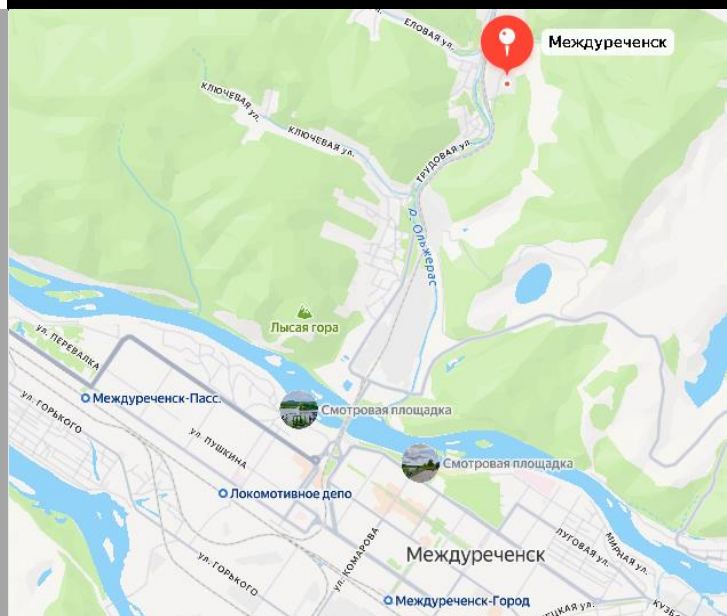 ЕЛОВАЯ УЛ.
Междуреченск
КЛЮЧЕВАЯ УЛ.
КЛЮЧЕВАЯ УЛ.
ТРУДОВАЯ УЛ.
р. Ольжерас
Лысая гора
УЛ. ПЕРЕВАЛКА
Междуреченск-Пасс.
УЛ. ГОРЬКОГО
Смотровая площадка
УЛ. ПУШКИНА
Смотровая площадка
Локомотивное депо
УЛ. КОМАРОВА
Междуреченск
ЛУГОВАЯ УЛ.
МИРНАЯ УЛ.
УЛ. ГОРЬКОГО
Междуреченск-Город